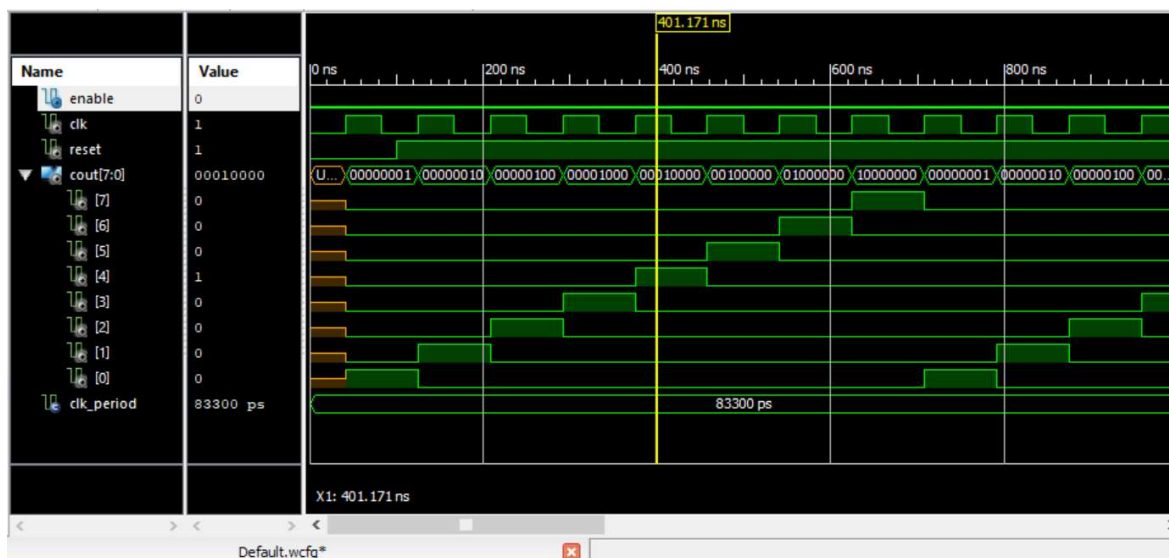 401.171 ns
Name Value 0 ns 200 ns 400 ns 600 ns 800 ns
enable 0
clk 1
reset 1
cout[7:0] 00010000 U... 00000001 00000010 00000100 00001000 00010000 00100000 01000000 10000000 00000001 00000010 00000100 00...
[7] 0
[6] 0
[5] 0
[4] 1
[3] 0
[2] 0
[1] 0
[0] 0
clk_period 83300 ps 83300 ps
X1: 401.171 ns
Default.wcfg*